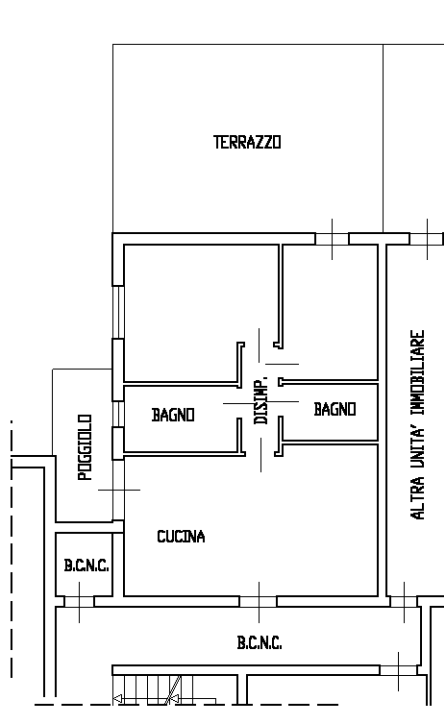 TERRAZZO
ALTRA UNITA' IMMOBILIARE
DISIMP.
BAGNO
BAGNO
POGGIOLO
CUCINA
B.C.N.C.
B.C.N.C.